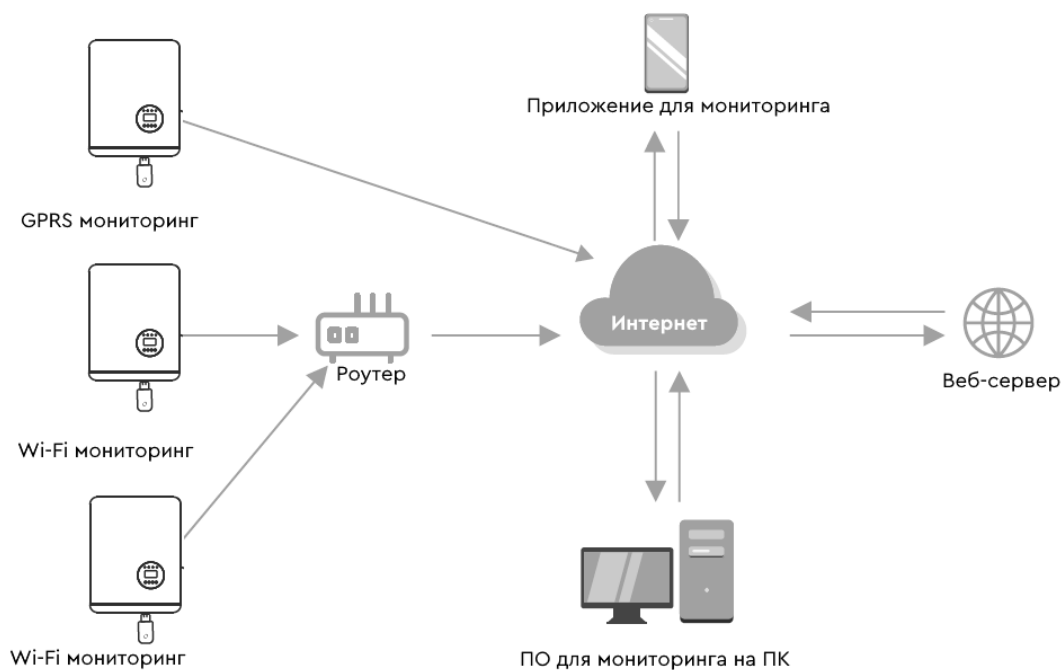 Приложение для мониторинга
GPRS мониторинг
Интернет
Роутер
Веб-сервер
Wi-Fi мониторинг
Wi-Fi мониторинг
ПО для мониторинга на ПК